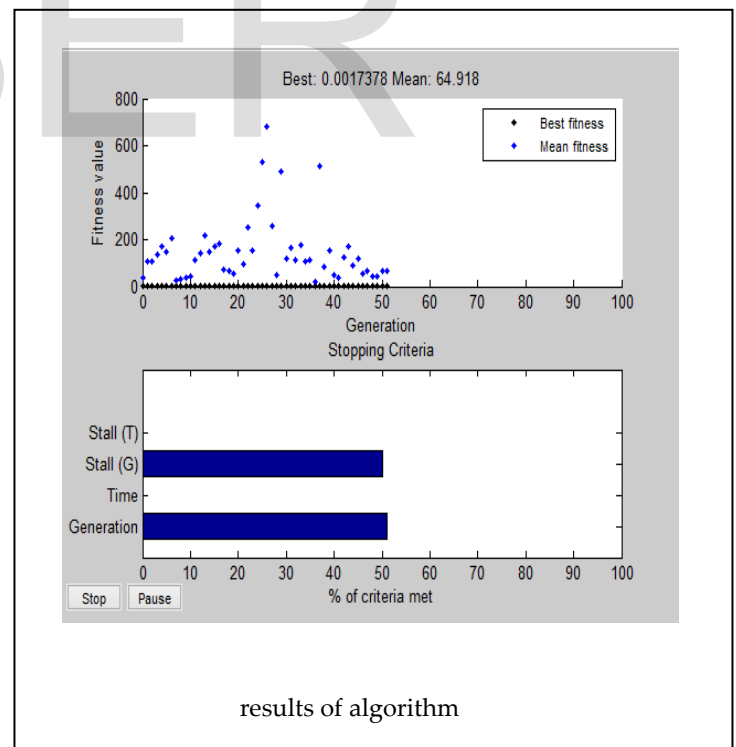 Best: 0.0017378 Mean: 64.918
Fitness value
800
600
400
200
0
Best fitness
Mean fitness
0 10 20 30 40 50 60 70 80 90 100
Generation
Stopping Criteria
Stall (T)
Stall (G)
Time
Generation
0 10 20 30 40 50 60 70 80 90 100
% of criteria met
Stop Pause
results of algorithm